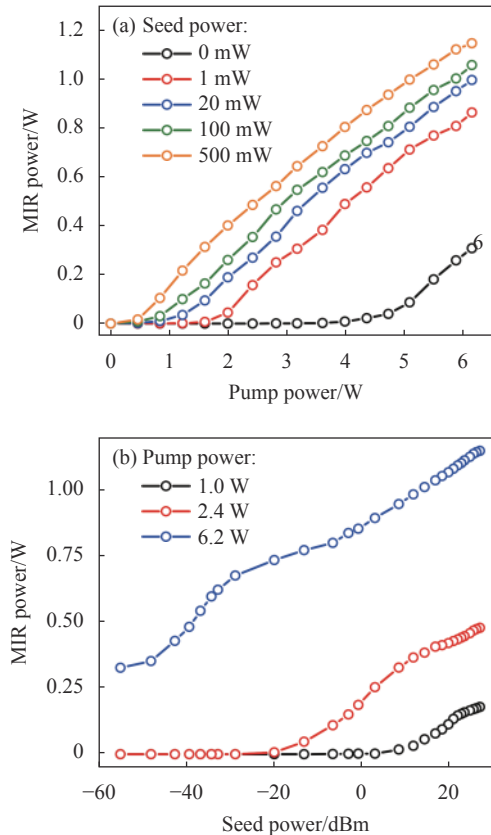 (a) Seed power:
0 mW
1 mW
20 mW
100 mW
500 mW
1.2
1.0
0.8
0.6
0.4
0.2
0
MIR power/W
6
0 1 2 3 4 5 6
Pump power/W
(b) Pump power:
1.0 W
2.4 W
6.2 W
1.00
0.75
0.50
0.25
0
MIR power/W
−60 −40 −20 0 20
Seed power/dBm